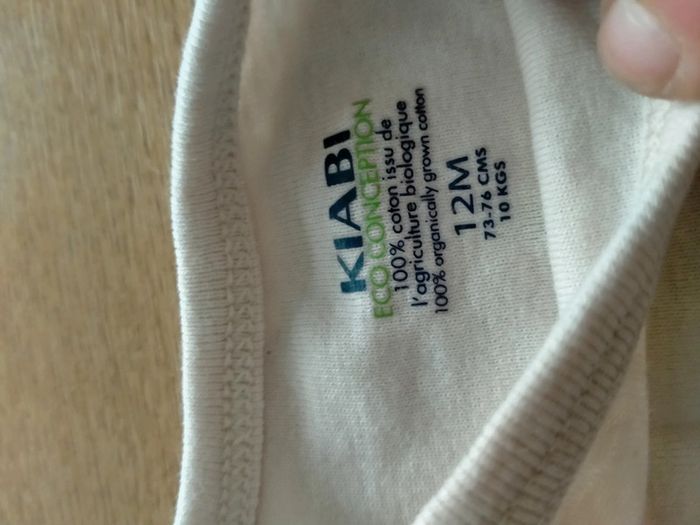 KIABI
ECO CONCEPTION
100% coton issu de
l'agriculture biologique
100% organically grown cotton
12M
73-76 CMS
10 KGS